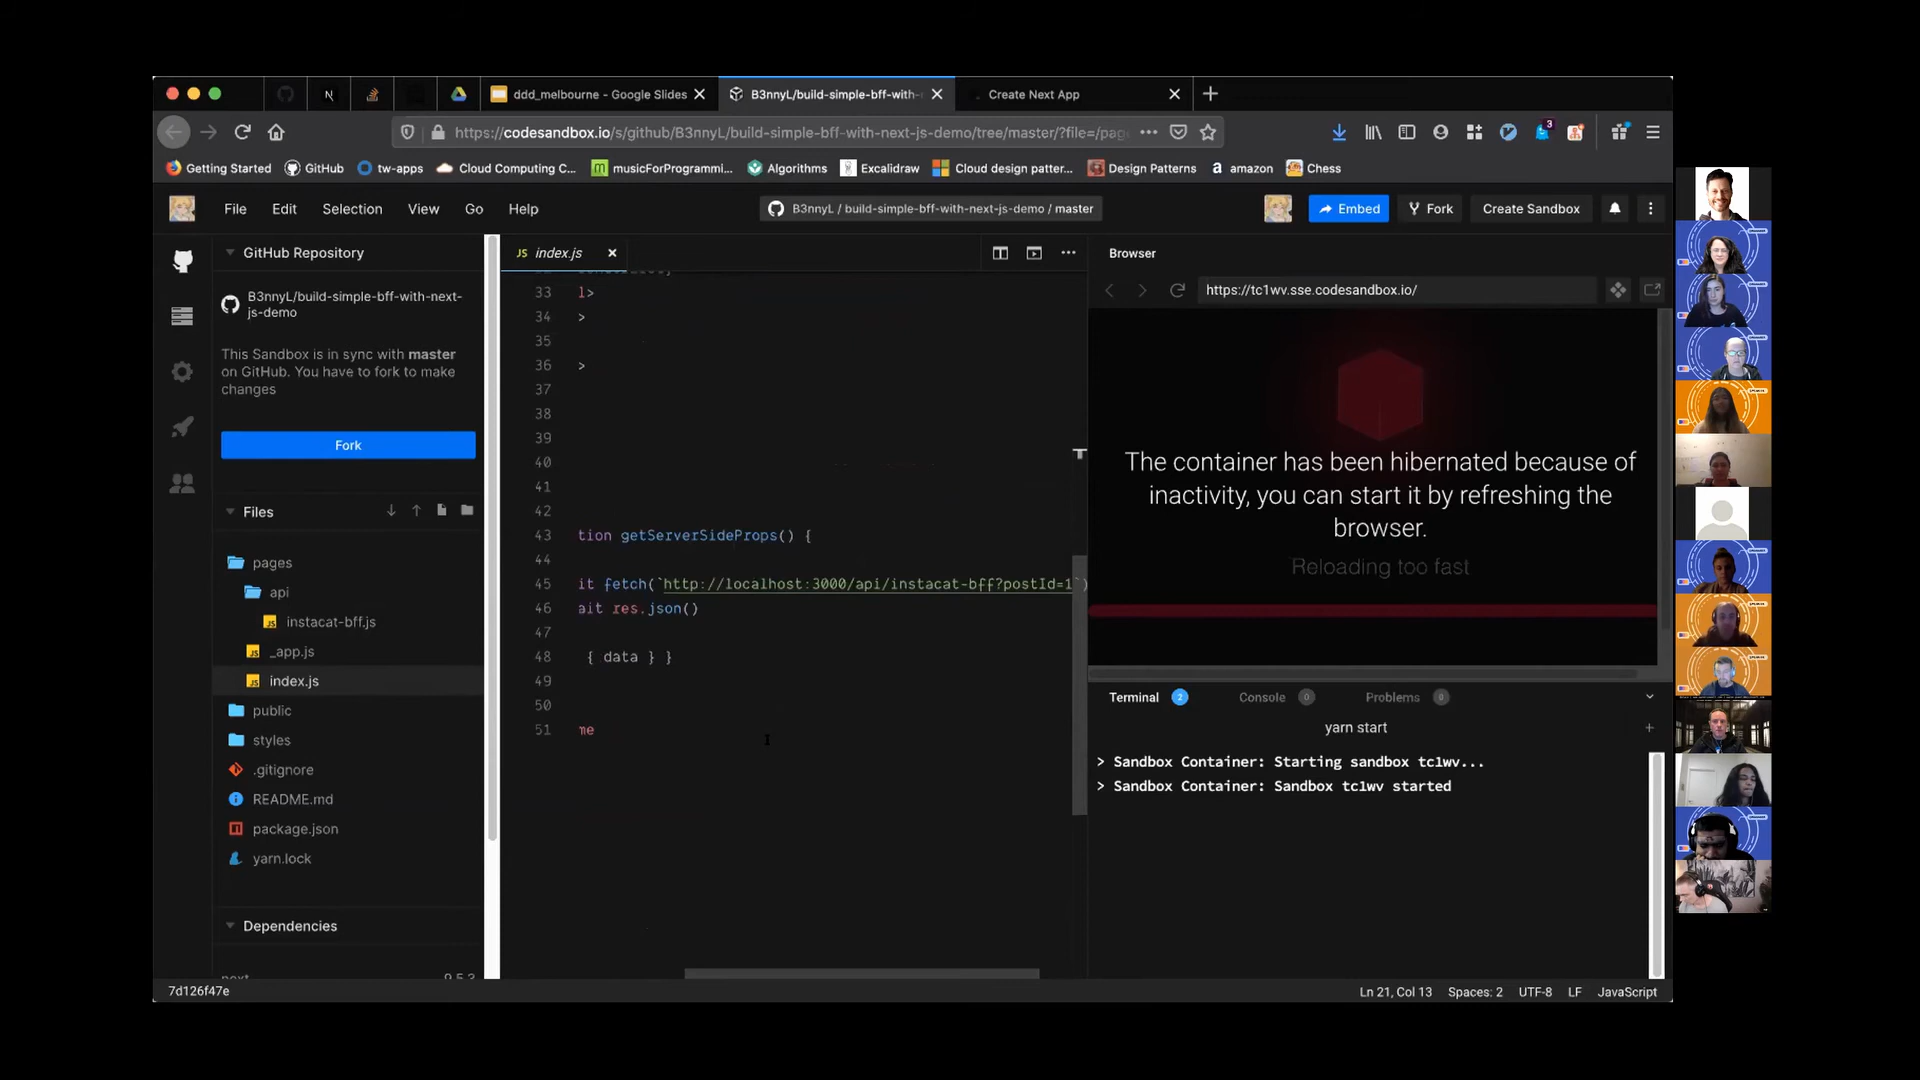 ddd_melbourne - Google Slides
B3nnyL/build-simple-bff-with-
Create Next App
https://codesandbox.io/s/github/B3nnyL/build-simple-bff-with-next-js-demo/tree/master/?file=/pag
3
Getting Started
GitHub
tw-apps
Cloud Computing C...
musicForProgrammi...
Algorithms
Excalidraw
Cloud design patter...
Design Patterns
amazon
Chess
File Edit Selection View Go Help
B3nnyL / build-simple-bff-with-next-js-demo / master
Embed
Fork
Create Sandbox
GitHub Repository
B3nnyL/build-simple-bff-with-next-
js-demo
This Sandbox is in sync with master
on GitHub. You have to fork to make
changes
Fork
Files
pages
api
JS instacat-bff.js
JS _app.js
JS index.js
public
styles
.gitignore
README.md
package.json
yarn.lock
Dependencies
JS index.js
33 l>
34 >
35
36 >
37
38
39
40
41
42
43 tion getServerSideProps() {
44
45 it fetch(`http://localhost:3000/api/instacat-bff?postId=1`)
46 ait res.json()
47
48 { data } }
49
50
51 me
Browser
https://tc1wv.sse.codesandbox.io/
The container has been hibernated because of
inactivity, you can start it by refreshing the
browser.
Reloading too fast
Terminal 2 Console 0 Problems 0
yarn start
> Sandbox Container: Starting sandbox tc1wv...
> Sandbox Container: Sandbox tc1wv started
7d126f47e
Ln 21, Col 13 Spaces: 2 UTF-8 LF JavaScript